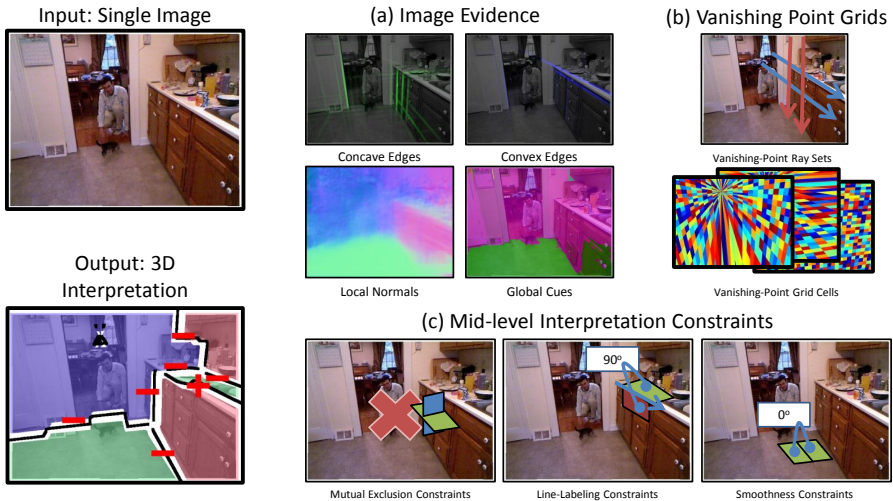 Input: Single Image
(a) Image Evidence
(b) Vanishing Point Grids
Concave Edges
Convex Edges
Vanishing-Point Ray Sets
Local Normals
Global Cues
Vanishing-Point Grid Cells
Output: 3D
Interpretation
(c) Mid-level Interpretation Constraints
90o
0o
Mutual Exclusion Constraints
Line-Labeling Constraints
Smoothness Constraints